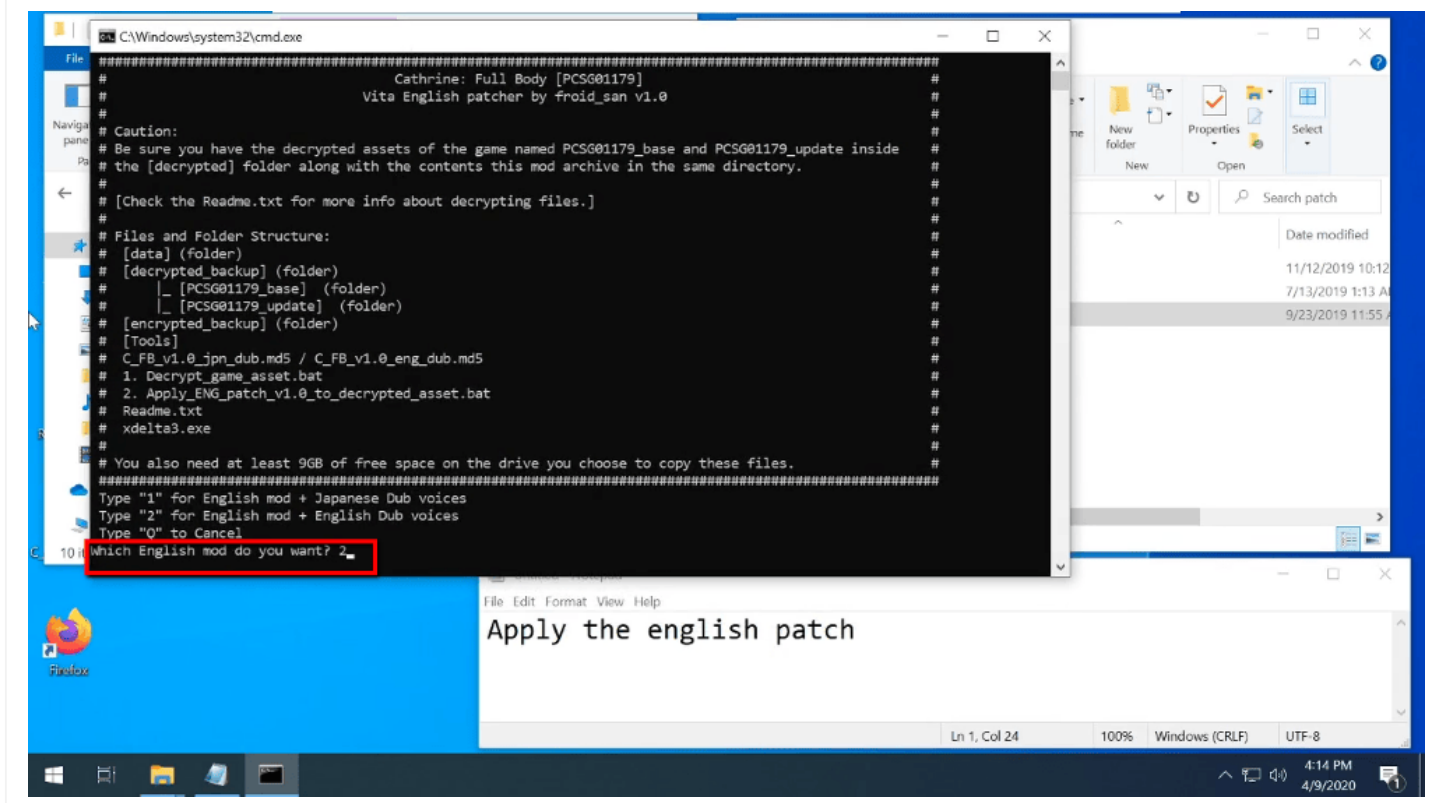 C:\Windows\system32\cmd.exe
################################################################################################
# Cathrine: Full Body [PCSG01179] #
# Vita English patcher by froid_san v1.0 #
# #
# Caution: #
# Be sure you have the decrypted assets of the game named PCSG01179_base and PCSG01179_update inside #
# the [decrypted] folder along with the contents this mod archive in the same directory. #
# #
# [Check the Readme.txt for more info about decrypting files.] #
# #
# Files and Folder Structure: #
# [data] (folder) #
# [decrypted_backup] (folder) #
# |_ [PCSG01179_base] (folder) #
# |_ [PCSG01179_update] (folder) #
# [encrypted_backup] (folder) #
# [Tools] #
# C_FB_v1.0_jpn_dub.md5 / C_FB_v1.0_eng_dub.md5 #
# 1. Decrypt_game_asset.bat #
# 2. Apply_ENG_patch_v1.0_to_decrypted_asset.bat #
# Readme.txt #
# xdelta3.exe #
# #
# You also need at least 9GB of free space on the drive you choose to copy these files. #
################################################################################################
Type "1" for English mod + Japanese Dub voices
Type "2" for English mod + English Dub voices
Type "Q" to Cancel
Which English mod do you want? 2_
File
Naviga
pane
Pa
10 it
New
folder
Properties
Select
New
Open
Search patch
Date modified
11/12/2019 10:12
7/13/2019 1:13 A
9/23/2019 11:55
File Edit Format View Help
Apply the english patch
Ln 1, Col 24
100%
Windows (CRLF)
UTF-8
Firefox
4:14 PM
4/9/2020
1